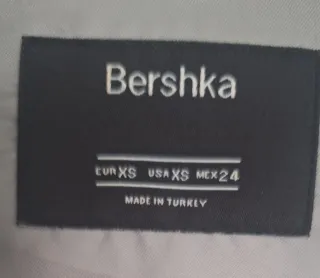 Bershka
EUR XS USA XS MEX 24
MADE IN TURKEY